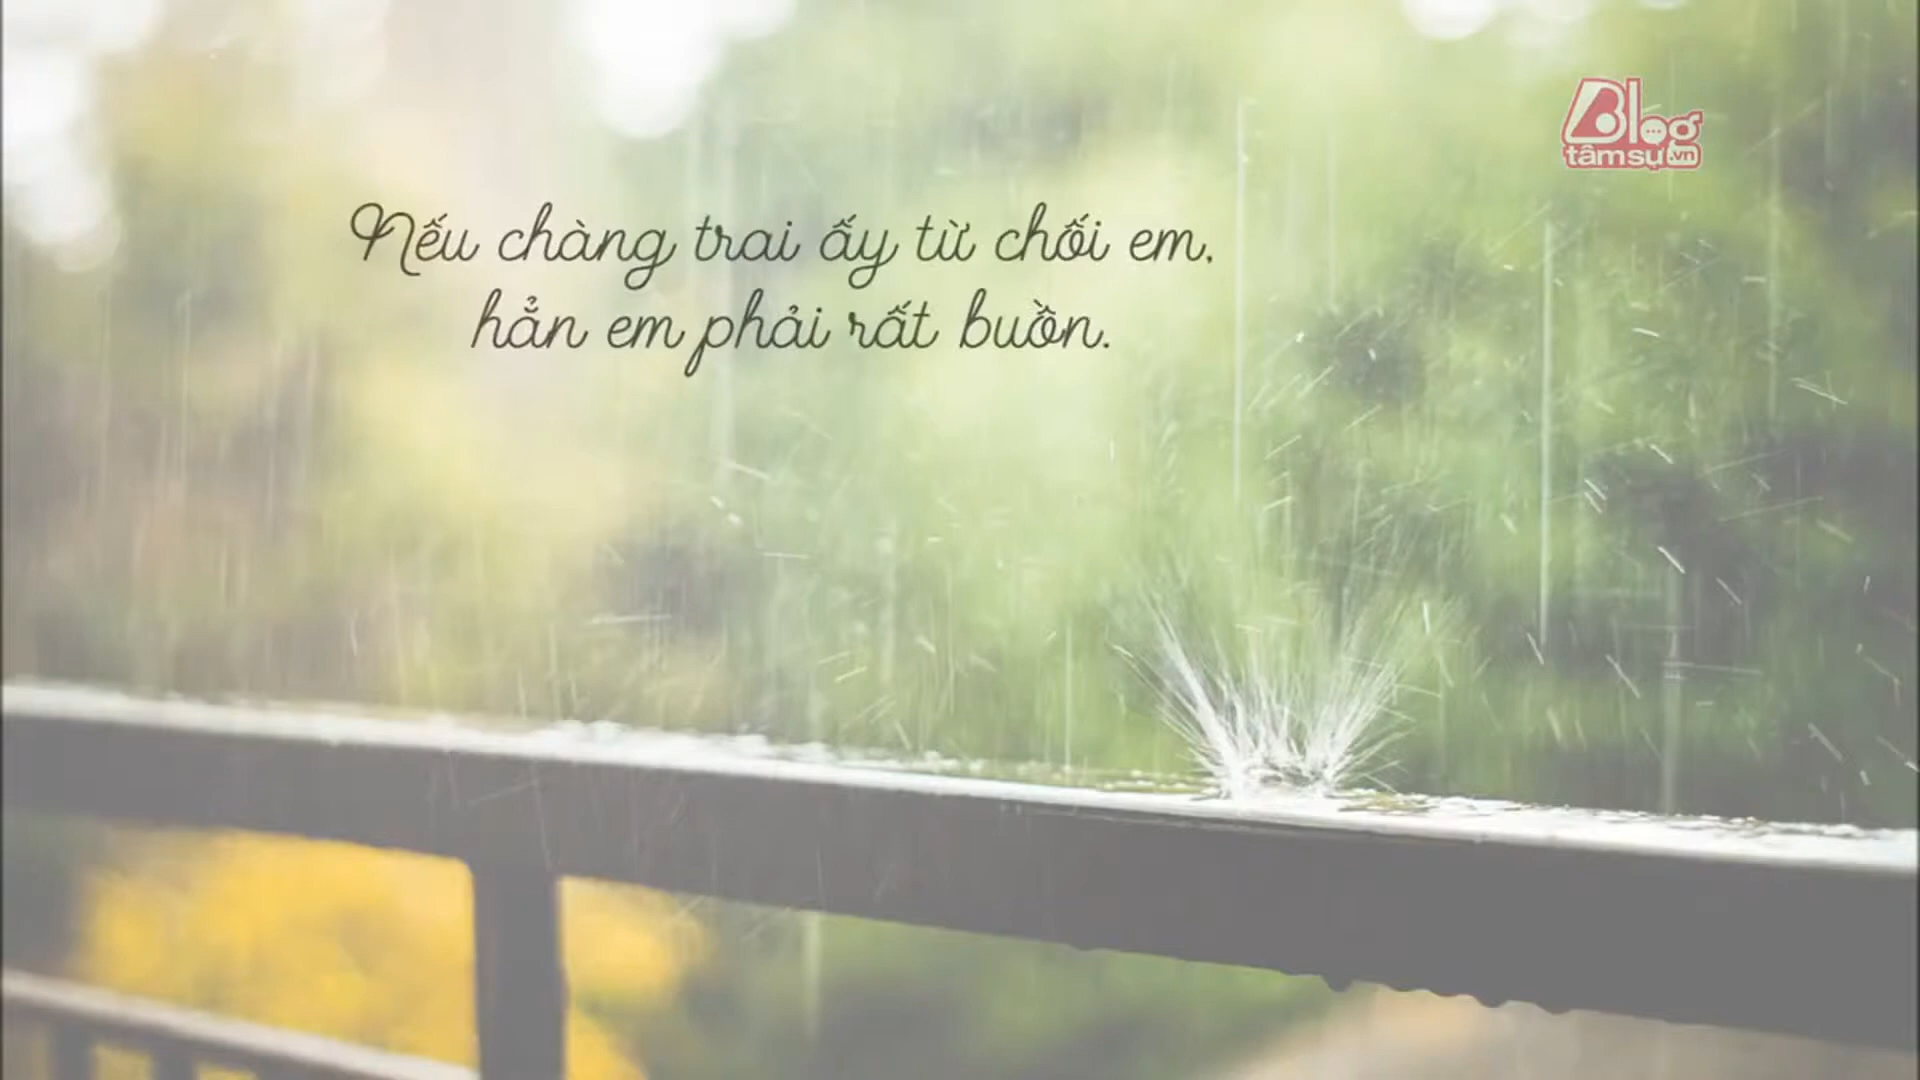 Blog
tâmsự.vn
Nếu chàng trai ấy từ chối em,
hẳn em phải rất buồn.